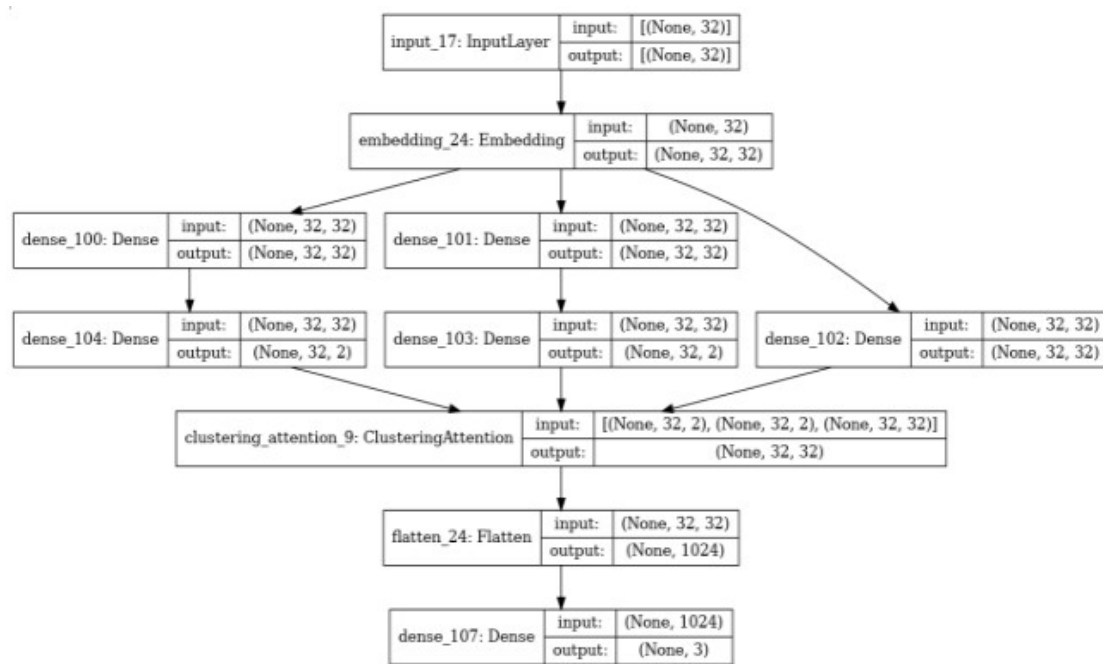 input_17: InputLayer input: [(None, 32)]
output: [(None, 32)]
embedding_24: Embedding input: (None, 32)
output: (None, 32, 32)
dense_100: Dense input: (None, 32, 32)
output: (None, 32, 32)
dense_101: Dense input: (None, 32, 32)
output: (None, 32, 32)
dense_104: Dense input: (None, 32, 32)
output: (None, 32, 2)
dense_103: Dense input: (None, 32, 32)
output: (None, 32, 2)
dense_102: Dense input: (None, 32, 32)
output: (None, 32, 32)
clustering_attention_9: ClusteringAttention input: [(None, 32, 2), (None, 32, 2), (None, 32, 32)]
output: (None, 32, 32)
flatten_24: Flatten input: (None, 32, 32)
output: (None, 1024)
dense_107: Dense input: (None, 1024)
output: (None, 3)